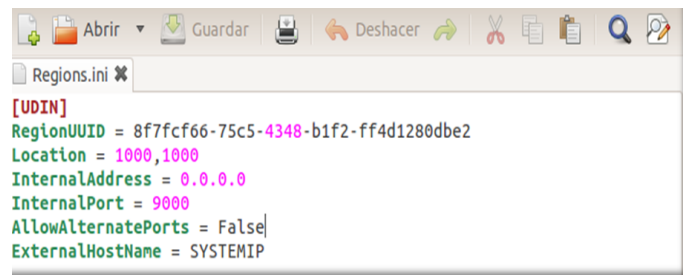 Abrir Guardar Deshacer
Regions.ini
[UDIN]
RegionUUID = 8f7fcf66-75c5-4348-b1f2-ff4d1280dbe2
Location = 1000,1000
InternalAddress = 0.0.0.0
InternalPort = 9000
AllowAlternatePorts = False
ExternalHostName = SYSTEMIP